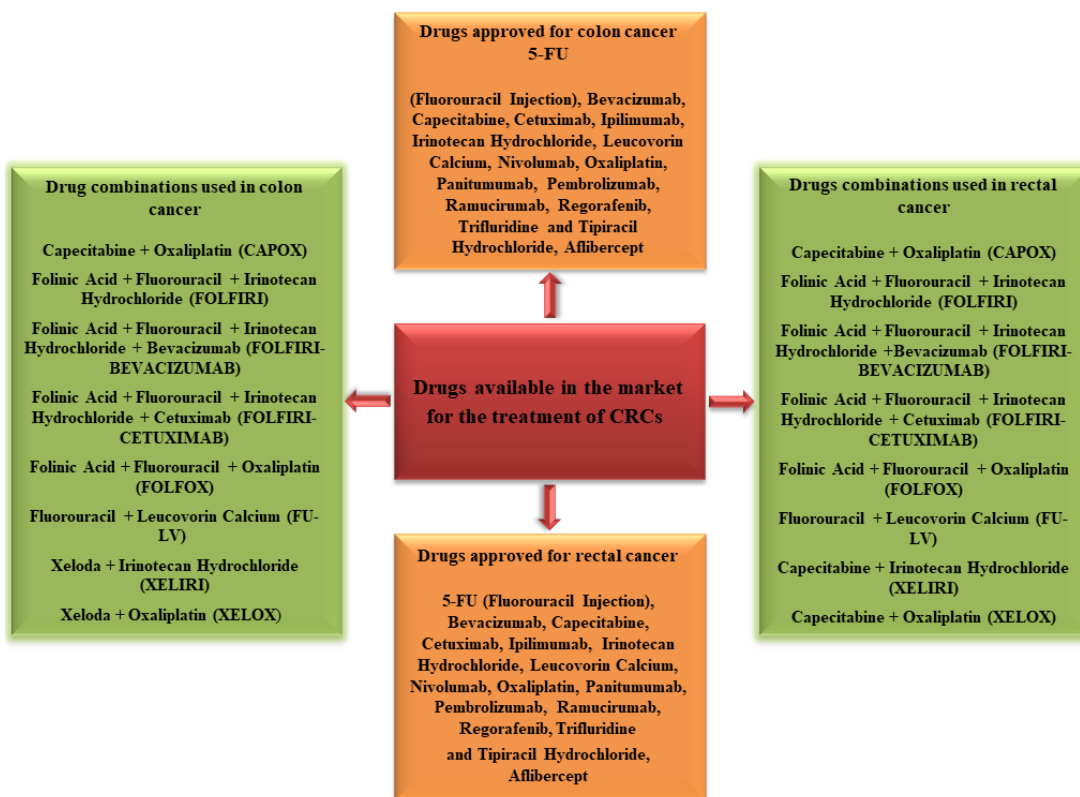 Drugs approved for colon cancer
5-FU
(Fluorouracil Injection), Bevacizumab,
Capecitabine, Cetuximab, Ipilimumab,
Irinotecan Hydrochloride, Leucovorin
Calcium, Nivolumab, Oxaliplatin,
Panitumumab, Pembrolizumab,
Ramucirumab, Regorafenib,
Trifluridine and Tipiracil
Hydrochloride, Aflibercept
Drug combinations used in colon
cancer
Capecitabine + Oxaliplatin (CAPOX)
Folinic Acid + Fluorouracil + Irinotecan
Hydrochloride (FOLFIRI)
Folinic Acid + Fluorouracil + Irinotecan
Hydrochloride + Bevacizumab (FOLFIRI-
BEVACIZUMAB)
Folinic Acid + Fluorouracil + Irinotecan
Hydrochloride + Cetuximab (FOLFIRI-
CETUXIMAB)
Folinic Acid + Fluorouracil + Oxaliplatin
(FOLFOX)
Fluorouracil + Leucovorin Calcium (FU-
LV)
Xeloda + Irinotecan Hydrochloride
(XELIRI)
Xeloda + Oxaliplatin (XELOX)
Drugs available in the market
for the treatment of CRCs
Drugs combinations used in rectal
cancer
Capecitabine + Oxaliplatin (CAPOX)
Folinic Acid + Fluorouracil + Irinotecan
Hydrochloride (FOLFIRI)
Folinic Acid + Fluorouracil + Irinotecan
Hydrochloride +Bevacizumab (FOLFIRI-
BEVACIZUMAB)
Folinic Acid + Fluorouracil + Irinotecan
Hydrochloride + Cetuximab (FOLFIRI-
CETUXIMAB)
Folinic Acid + Fluorouracil + Oxaliplatin
(FOLFOX)
Fluorouracil + Leucovorin Calcium (FU-
LV)
Capecitabine + Irinotecan Hydrochloride
(XELIRI)
Capecitabine + Oxaliplatin (XELOX)
Drugs approved for rectal cancer
5-FU (Fluorouracil Injection),
Bevacizumab, Capecitabine,
Cetuximab, Ipilimumab, Irinotecan
Hydrochloride, Leucovorin Calcium,
Nivolumab, Oxaliplatin, Panitumumab,
Pembrolizumab, Ramucirumab,
Regorafenib, Trifluridine
and Tipiracil Hydrochloride,
Aflibercept